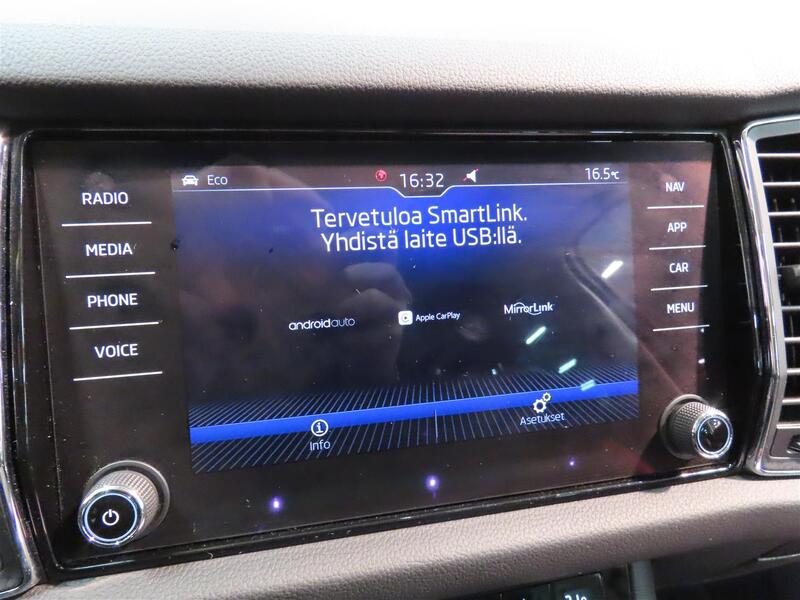 Eco 16:32 16.5°C
Tervetuloa SmartLink.
Yhdistä laite USB:llä.
androidauto Apple CarPlay MirrorLink
Info Asetukset
RADIO
MEDIA
PHONE
VOICE
NAV
APP
CAR
MENU